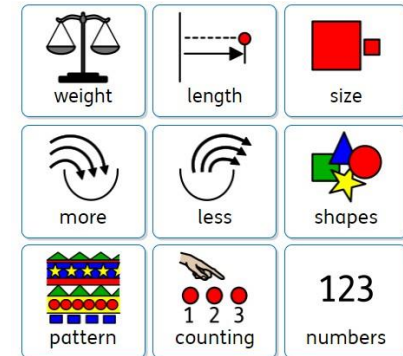 weight
length
size
more
less
shapes
pattern
1 2 3
counting
123
numbers